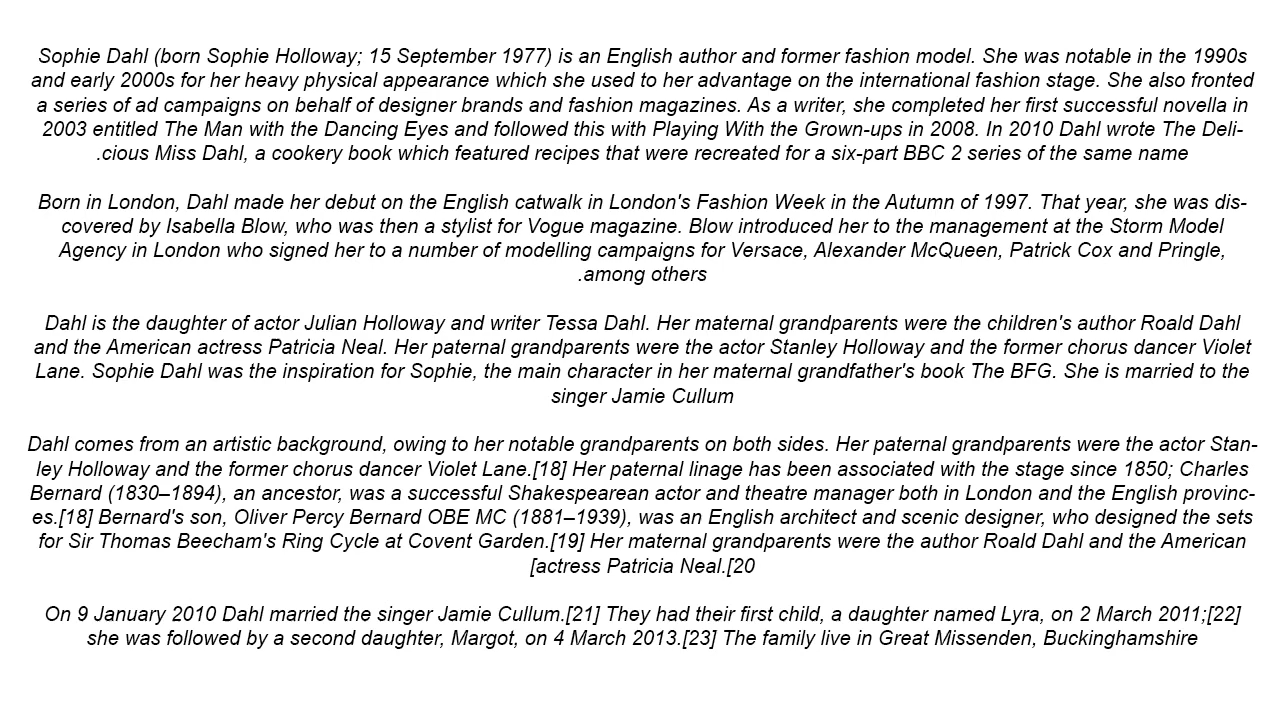 Sophie Dahl (born Sophie Holloway; 15 September 1977) is an English author and former fashion model. She was notable in the 1990s
and early 2000s for her heavy physical appearance which she used to her advantage on the international fashion stage. She also fronted
a series of ad campaigns on behalf of designer brands and fashion magazines. As a writer, she completed her first successful novella in
2003 entitled The Man with the Dancing Eyes and followed this with Playing With the Grown-ups in 2008. In 2010 Dahl wrote The Deli-
.cious Miss Dahl, a cookery book which featured recipes that were recreated for a six-part BBC 2 series of the same name
Born in London, Dahl made her debut on the English catwalk in London's Fashion Week in the Autumn of 1997. That year, she was dis-
covered by Isabella Blow, who was then a stylist for Vogue magazine. Blow introduced her to the management at the Storm Model
Agency in London who signed her to a number of modelling campaigns for Versace, Alexander McQueen, Patrick Cox and Pringle,
.among others
Dahl is the daughter of actor Julian Holloway and writer Tessa Dahl. Her maternal grandparents were the children's author Roald Dahl
and the American actress Patricia Neal. Her paternal grandparents were the actor Stanley Holloway and the former chorus dancer Violet
Lane. Sophie Dahl was the inspiration for Sophie, the main character in her maternal grandfather's book The BFG. She is married to the
singer Jamie Cullum
Dahl comes from an artistic background, owing to her notable grandparents on both sides. Her paternal grandparents were the actor Stan-
ley Holloway and the former chorus dancer Violet Lane.[18] Her paternal linage has been associated with the stage since 1850; Charles
Bernard (1830–1894), an ancestor, was a successful Shakespearean actor and theatre manager both in London and the English provinc-
es.[18] Bernard's son, Oliver Percy Bernard OBE MC (1881–1939), was an English architect and scenic designer, who designed the sets
for Sir Thomas Beecham's Ring Cycle at Covent Garden.[19] Her maternal grandparents were the author Roald Dahl and the American
[actress Patricia Neal.[20
On 9 January 2010 Dahl married the singer Jamie Cullum.[21] They had their first child, a daughter named Lyra, on 2 March 2011;[22]
she was followed by a second daughter, Margot, on 4 March 2013.[23] The family live in Great Missenden, Buckinghamshire